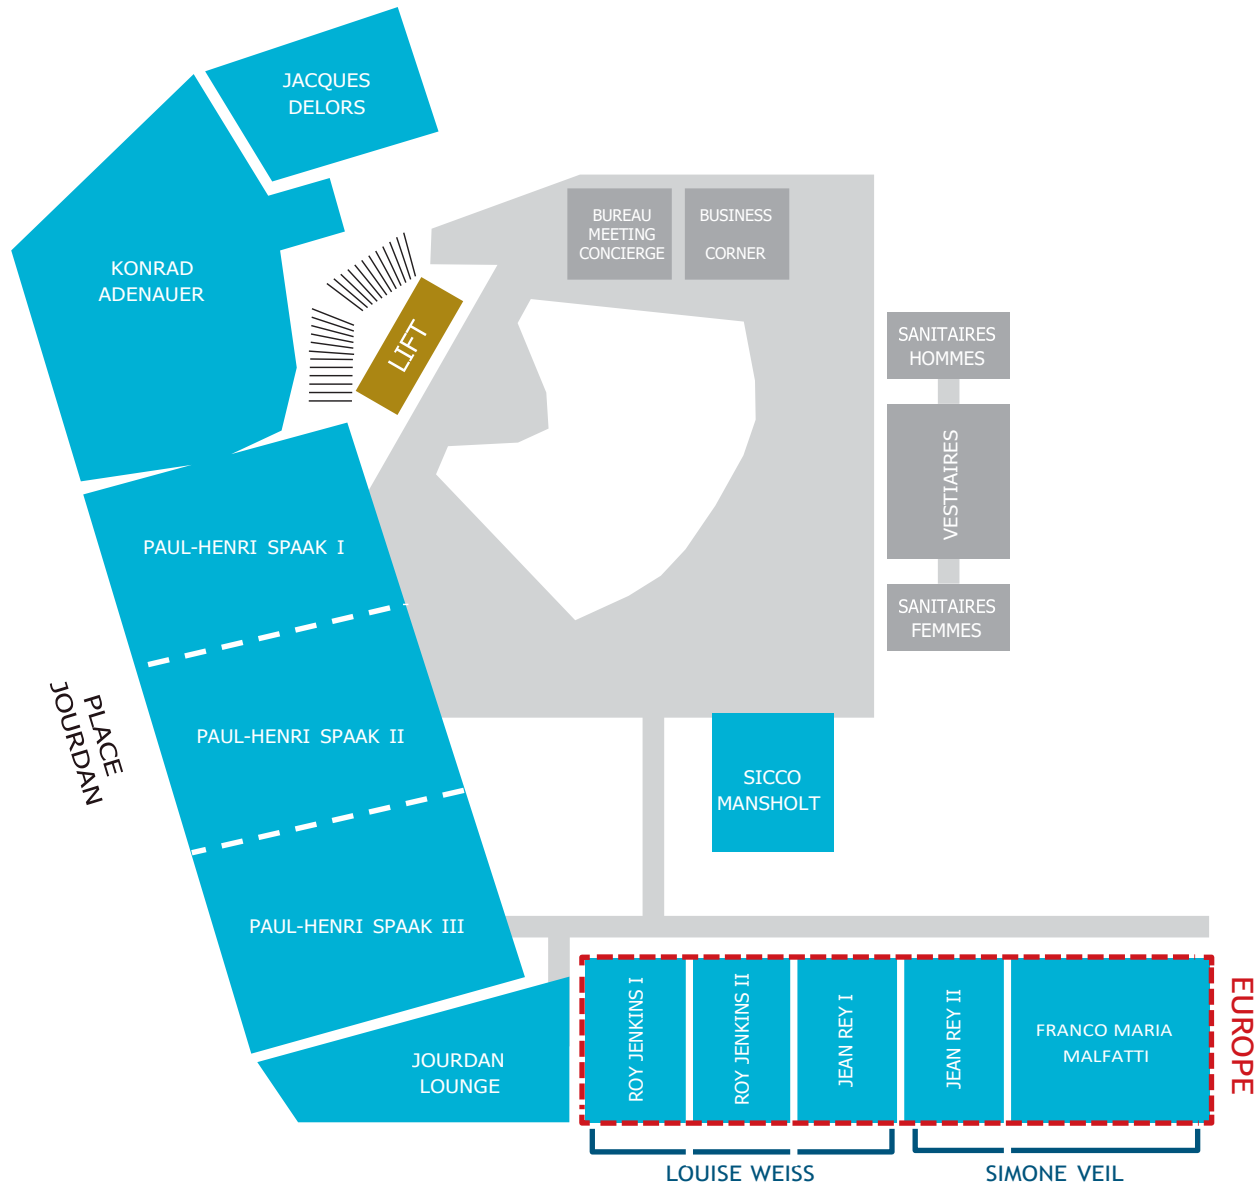 JACQUES
DELORS
KONRAD
ADENAUER
BUREAU
MEETING
CONCIERGE
BUSINESS
CORNER
LIFT
SANITAIRES
HOMMES
VESTIAIRES
SANITAIRES
FEMMES
PAUL-HENRI SPAAK I
PAUL-HENRI SPAAK II
PAUL-HENRI SPAAK III
PLACE
JOURDAN
SICCO
MANSHOLT
JOURDAN
LOUNGE
ROY JENKINS I
ROY JENKINS II
JEAN REY I
JEAN REY II
FRANCO MARIA
MALFATTI
EUROPE
LOUISE WEISS
SIMONE VEIL